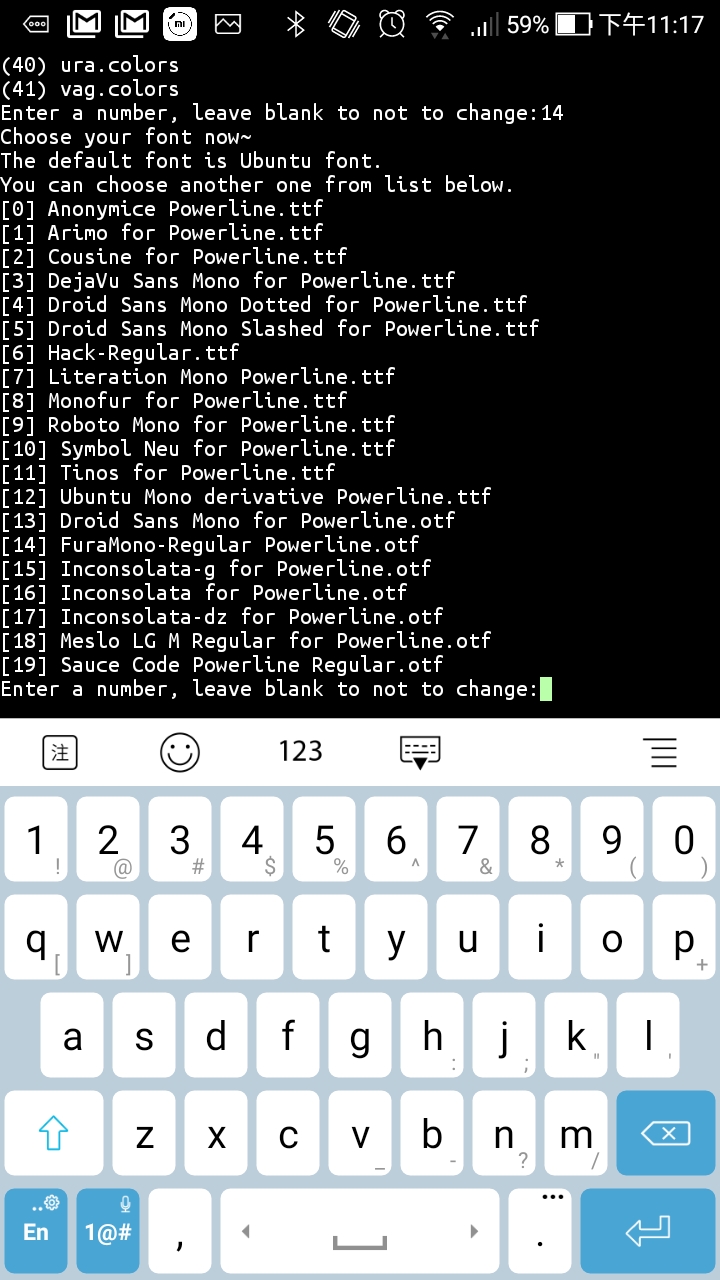 59% 下午11:17
(40) ura.colors
(41) vag.colors
Enter a number, leave blank to not to change:14
Choose your font now~
The default font is Ubuntu font.
You can choose another one from list below.
[0] Anonymice Powerline.ttf
[1] Arimo for Powerline.ttf
[2] Cousine for Powerline.ttf
[3] DejaVu Sans Mono for Powerline.ttf
[4] Droid Sans Mono Dotted for Powerline.ttf
[5] Droid Sans Mono Slashed for Powerline.ttf
[6] Hack-Regular.ttf
[7] Literation Mono Powerline.ttf
[8] Monofur for Powerline.ttf
[9] Roboto Mono for Powerline.ttf
[10] Symbol Neu for Powerline.ttf
[11] Tinos for Powerline.ttf
[12] Ubuntu Mono derivative Powerline.ttf
[13] Droid Sans Mono for Powerline.otf
[14] FuraMono-Regular Powerline.otf
[15] Inconsolata-g for Powerline.otf
[16] Inconsolata for Powerline.otf
[17] Inconsolata-dz for Powerline.otf
[18] Meslo LG M Regular for Powerline.otf
[19] Sauce Code Powerline Regular.otf
Enter a number, leave blank to not to change:
注 123
1 ! 2 @ 3 # 4 $ 5 % 6 ^ 7 & 8 * 9 ( 0 )
q [ w ] e r t y u i o p +
a s d f g h : j ; k " l '
z x c v _ b - n ? m /
En 1@# , . •••